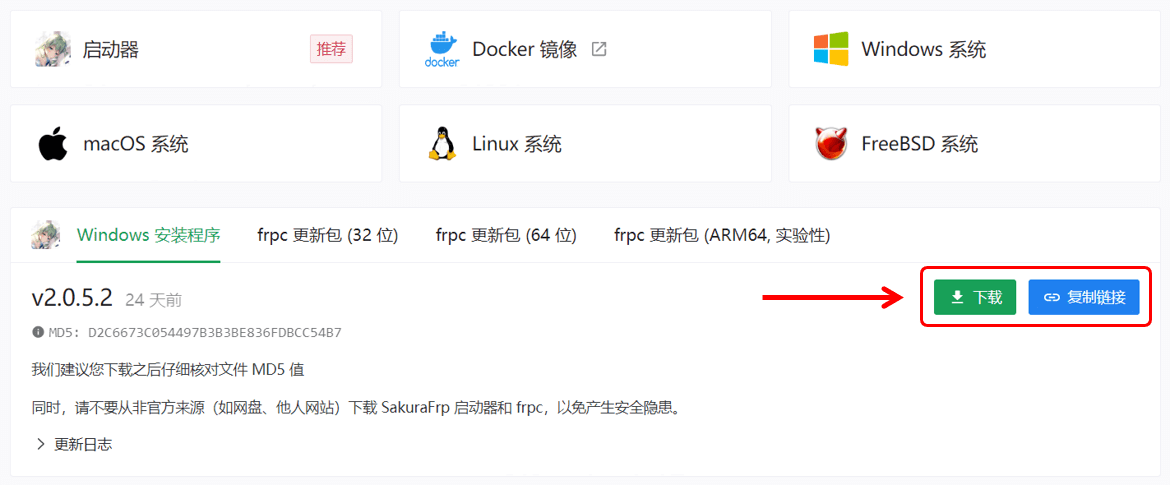 启动器 推荐
docker Docker 镜像
Windows 系统
macOS 系统
Linux 系统
FreeBSD 系统
Windows 安装程序 frpc 更新包 (32 位) frpc 更新包 (64 位) frpc 更新包 (ARM64, 实验性)
v2.0.5.2 24 天前
下载 复制链接
MD5: D2C6673C054497B3B3BE836FDBCC54B7
我们建议您下载之后仔细核对文件 MD5 值
同时，请不要从非官方来源（如网盘、他人网站）下载 SakuraFrp 启动器和 frpc，以免产生安全隐患。
更新日志